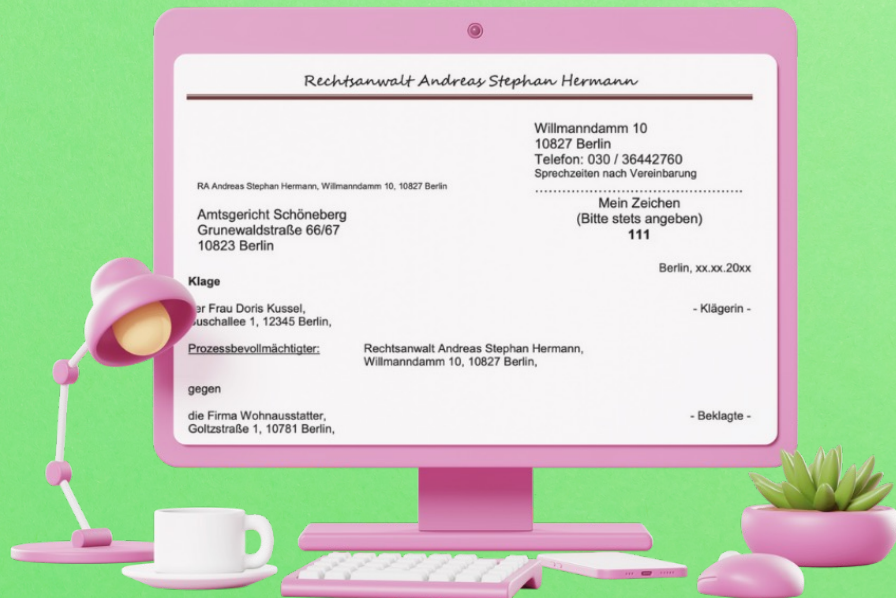 Rechtsanwalt Andreas Stephan Hermann
Willmanndamm 10
10827 Berlin
Telefon: 030 / 36442760
Sprechzeiten nach Vereinbarung
RA Andreas Stephan Hermann, Willmanndamm 10, 10827 Berlin
Mein Zeichen
(Bitte stets angeben)
111
Amtsgericht Schöneberg
Grunewaldstraße 66/67
10823 Berlin
Berlin, xx.xx.20xx
Klage
Frau Doris Kussel, - Klägerin -
1, 12345 Berlin,
Prozessbevollmächtigter: Rechtsanwalt Andreas Stephan Hermann,
Willmanndamm 10, 10827 Berlin,
gegen
die Firma Wohnausstatter, - Beklagte -
Goltzstraße 1, 10781 Berlin,